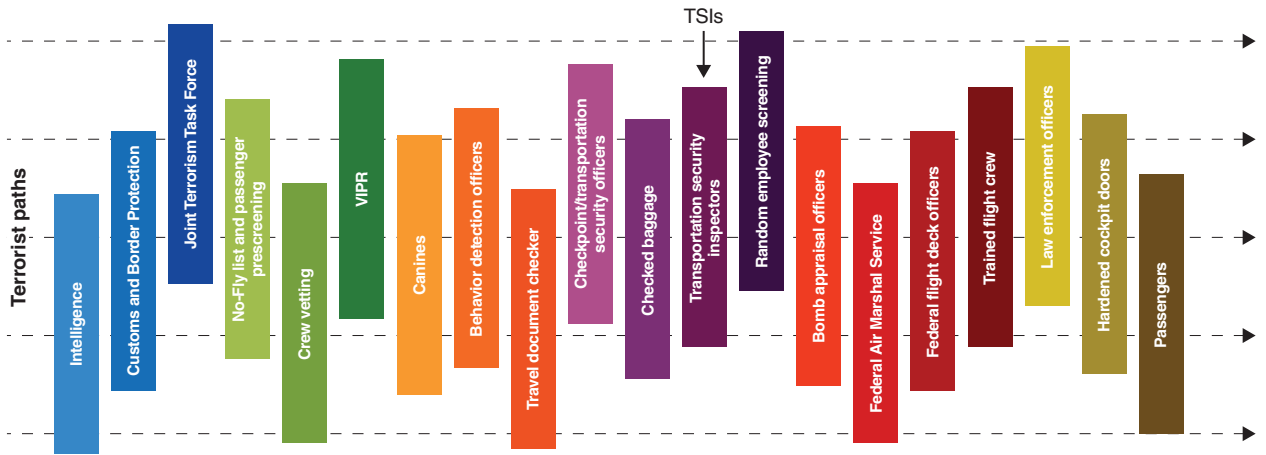 TSIs
Terrorist paths
Intelligence
Customs and Border Protection
Joint Terrorism Task Force
No-Fly list and passenger
prescreening
Crew vetting
VIPR
Canines
Behavior detection officers
Travel document checker
Checkpoint/transportation
security officers
Checked baggage
Transportation security
inspectors
Random employee screening
Bomb appraisal officers
Federal Air Marshal Service
Federal flight deck officers
Trained flight crew
Law enforcement officers
Hardened cockpit doors
Passengers